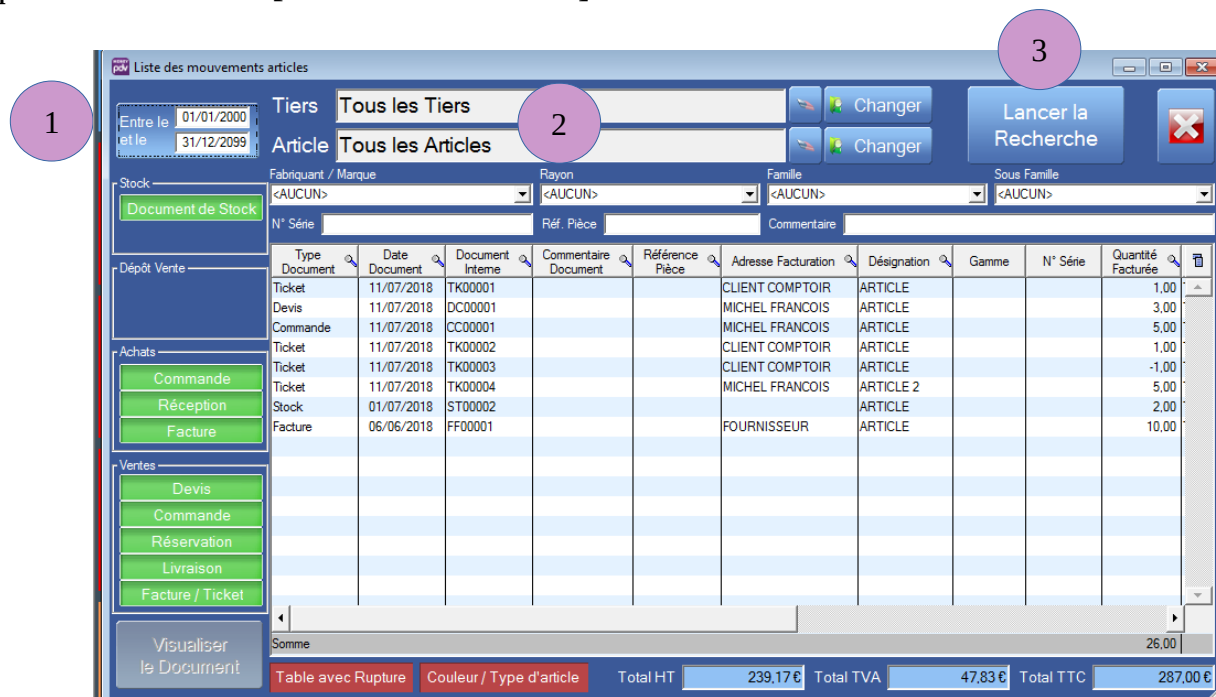 3
Liste des mouvements articles
1
Entre le 01/01/2000
et le 31/12/2099
Tiers Tous les Tiers Changer
2
Article Tous les Articles Changer
Lancer la
Recherche
Fabriquant / Marque Rayon Famille Sous Famille
<AUCUN> <AUCUN> <AUCUN> <AUCUN>
N° Série Réf. Pièce Commentaire
Stock
Document de Stock
Dépôt Vente
Achats
Commande
Réception
Facture
Ventes
Devis
Commande
Réservation
Livraison
Facture / Ticket
Visualiser
le Document
Type Document Date Document Document Interne Commentaire Document Référence Pièce Adresse Facturation Désignation Gamme N° Série Quantité Facturée
Ticket 11/07/2018 TK00001 CLIENT COMPTOIR ARTICLE 1,00
Devis 11/07/2018 DC00001 MICHEL FRANCOIS ARTICLE 3,00
Commande 11/07/2018 CC00001 MICHEL FRANCOIS ARTICLE 5,00
Ticket 11/07/2018 TK00002 CLIENT COMPTOIR ARTICLE 1,00
Ticket 11/07/2018 TK00003 CLIENT COMPTOIR ARTICLE -1,00
Ticket 11/07/2018 TK00004 MICHEL FRANCOIS ARTICLE 2 5,00
Stock 01/07/2018 ST00002 ARTICLE 2,00
Facture 06/06/2018 FF00001 FOURNISSEUR ARTICLE 10,00
Somme 26,00
Table avec Rupture Couleur / Type d'article Total HT 239,17 € Total TVA 47,83 € Total TTC 287,00 €